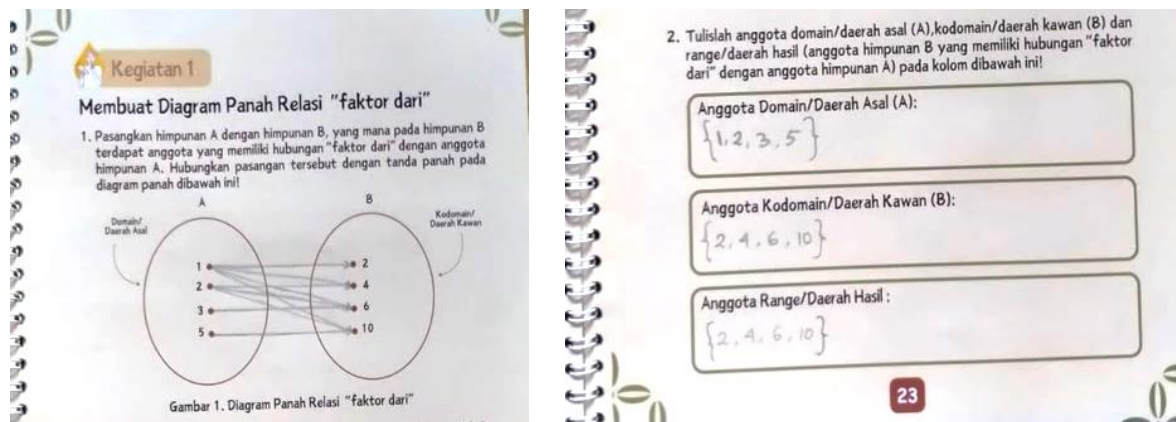 Kegiatan 1
Membuat Diagram Panah Relasi "faktor dari"
1. Pasangkan himpunan A dengan himpunan B, yang mana pada himpunan B
terdapat anggota yang memiliki hubungan "faktor dari" dengan anggota
himpunan A. Hubungkan pasangan tersebut dengan tanda panah pada
diagram panah dibawah ini!
A
B
Domain/
Daerah Asal
Kodomain/
Daerah Kawan
1
2
2
4
3
6
5
10
Gambar 1. Diagram Panah Relasi "faktor dari"
2. Tulislah anggota domain/daerah asal (A),kodomain/daerah kawan (B) dan
range/daerah hasil (anggota himpunan B yang memiliki hubungan "faktor
dari" dengan anggota himpunan A) pada kolom dibawah ini!
Anggota Domain/Daerah Asal (A):
{1, 2, 3, 5}
Anggota Kodomain/Daerah Kawan (B):
{2, 4, 6, 10}
Anggota Range/Daerah Hasil :
{2, 4, 6, 10}
23